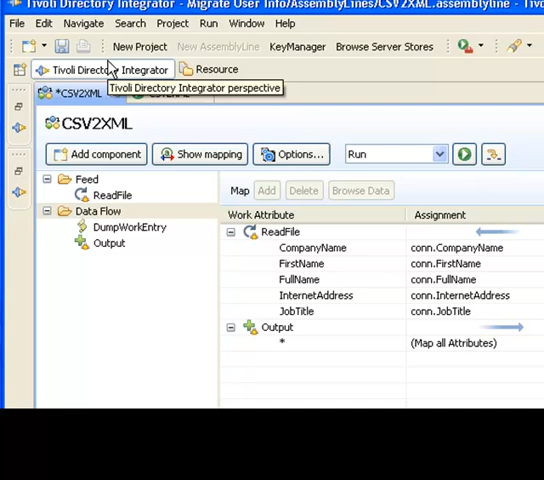 Tivoli Directory Integrator - Migrate User Info/AssemblyLines/CSV2XML.assemblyline - Tivo
File Edit Navigate Search Project Run Window Help
New Project New AssemblyLine KeyManager Browse Server Stores
Tivoli Directo Integrator Resource
Tivoli Directory Integrator perspective
*CSV2XML
CSV2XML
Add component Show mapping Options... Run
Feed
ReadFile
Data Flow
DumpWorkEntry
Output
Map Add Delete Browse Data
Work Attribute Assignment
ReadFile
CompanyName conn.CompanyName
FirstName conn.FirstName
FullName conn.FullName
InternetAddress conn.InternetAddress
JobTitle conn.JobTitle
Output
* (Map all Attributes)